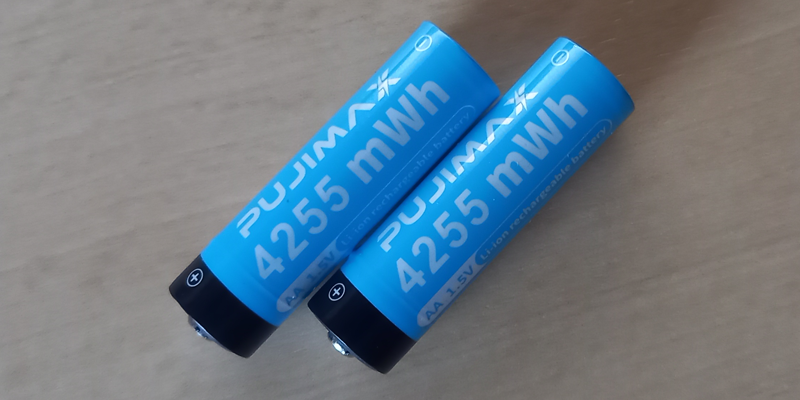 PUJIMAX
4255 mWh
AA 1.5V Li-ion rechargeable battery
PUJIMAX
4255 mWh
AA 1.5V Li-ion rechargeable battery